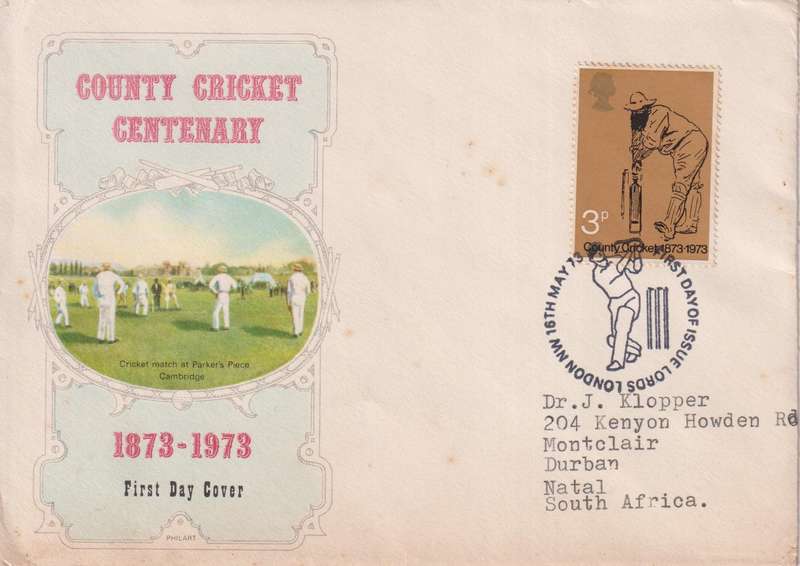 COUNTY CRICKET
CENTENARY
Cricket match at Parker's Piece
Cambridge
1873-1973
First Day Cover
PHILART
3P
County Cricket 1873-1973
FIRST DAY OF ISSUE LORDS LONDON NW 16TH MAY 73
Dr.J. Klopper
204 Kenyon Howden Rd
Montclair
Durban
Natal
South Africa.